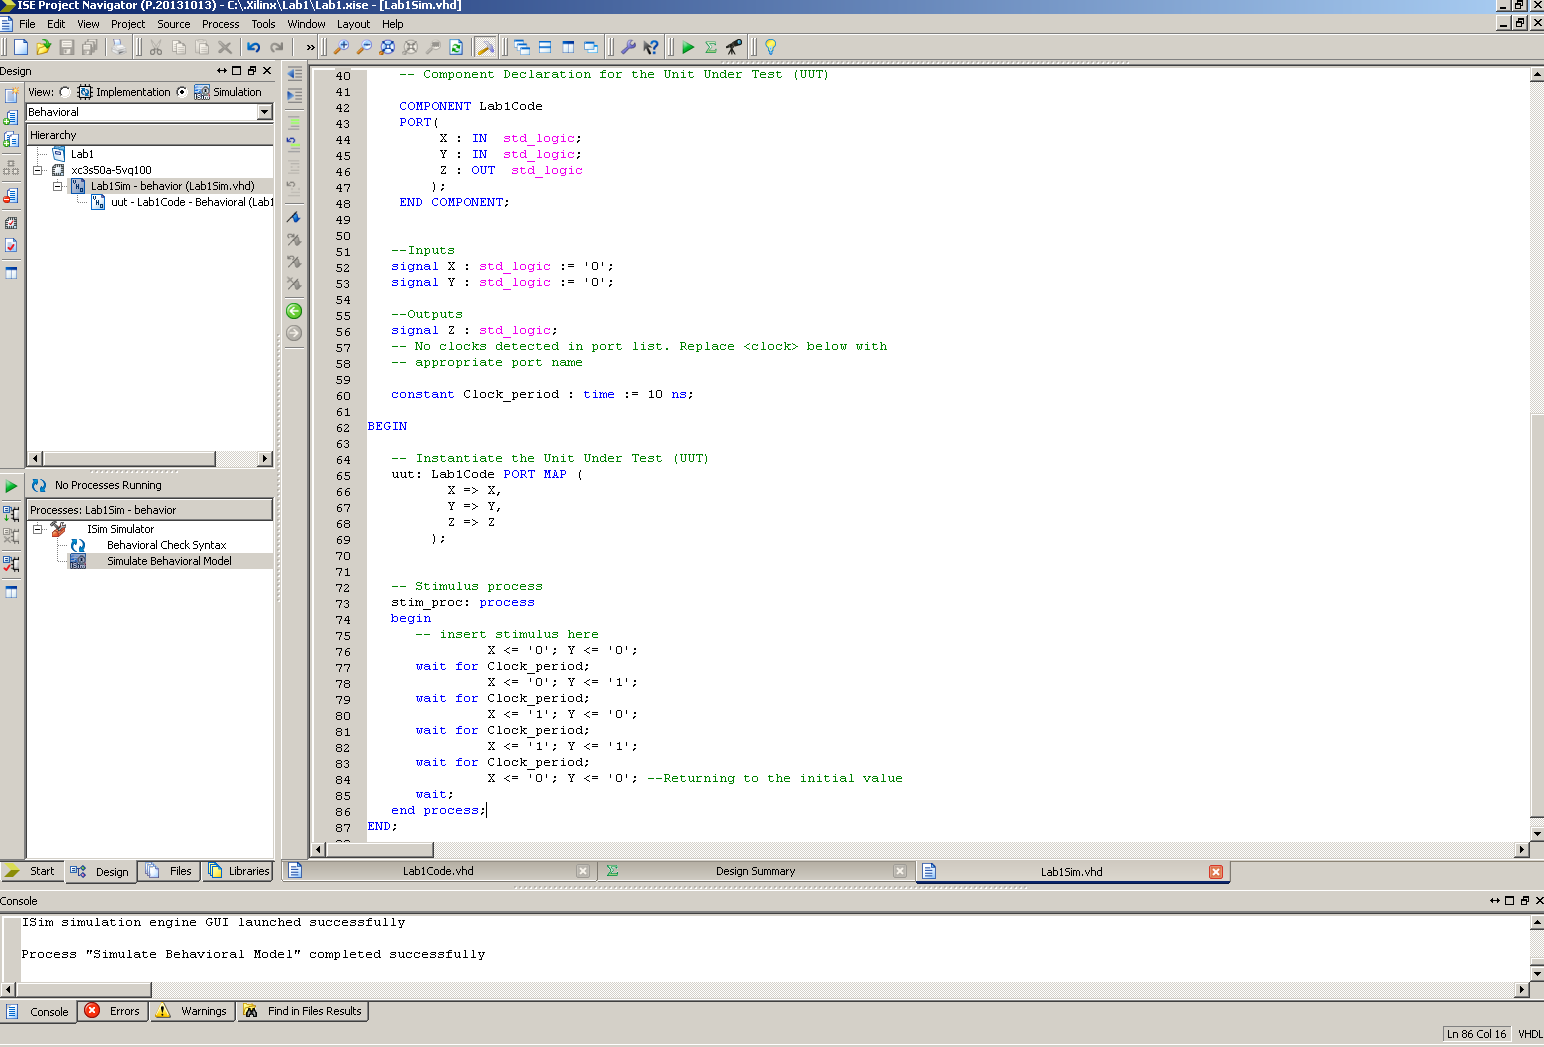 ISE Project Navigator (P.20131013) - C:\.Xilinx\Lab1\Lab1.xise - [Lab1Sim.vhd]
File Edit View Project Source Process Tools Window Layout Help
Design
View: Implementation Simulation
Behavioral
Hierarchy
Lab1
xc3s50a-5vq100
Lab1Sim - behavior (Lab1Sim.vhd)
uut - Lab1Code - Behavioral (Lab1
No Processes Running
Processes: Lab1Sim - behavior
ISim Simulator
Behavioral Check Syntax
Simulate Behavioral Model
Start Design Files Libraries
40 -- Component Declaration for the Unit Under Test (UUT)
41
42 COMPONENT Lab1Code
43 PORT(
44 X : IN std_logic;
45 Y : IN std_logic;
46 Z : OUT std_logic
47 );
48 END COMPONENT;
49
50
51 --Inputs
52 signal X : std_logic := '0';
53 signal Y : std_logic := '0';
54
55 --Outputs
56 signal Z : std_logic;
57 -- No clocks detected in port list. Replace <clock> below with
58 -- appropriate port name
59
60 constant Clock_period : time := 10 ns;
61
62 BEGIN
63
64 -- Instantiate the Unit Under Test (UUT)
65 uut: Lab1Code PORT MAP (
66 X => X,
67 Y => Y,
68 Z => Z
69 );
70
71
72 -- Stimulus process
73 stim_proc: process
74 begin
75 -- insert stimulus here
76 X <= '0'; Y <= '0';
77 wait for Clock_period;
78 X <= '0'; Y <= '1';
79 wait for Clock_period;
80 X <= '1'; Y <= '0';
81 wait for Clock_period;
82 X <= '1'; Y <= '1';
83 wait for Clock_period;
84 X <= '0'; Y <= '0'; --Returning to the initial value
85 wait;
86 end process;
87 END;
Lab1Code.vhd Design Summary Lab1Sim.vhd
Console
ISim simulation engine GUI launched successfully
Process "Simulate Behavioral Model" completed successfully
Console Errors Warnings Find in Files Results
Ln 86 Col 16 VHDL